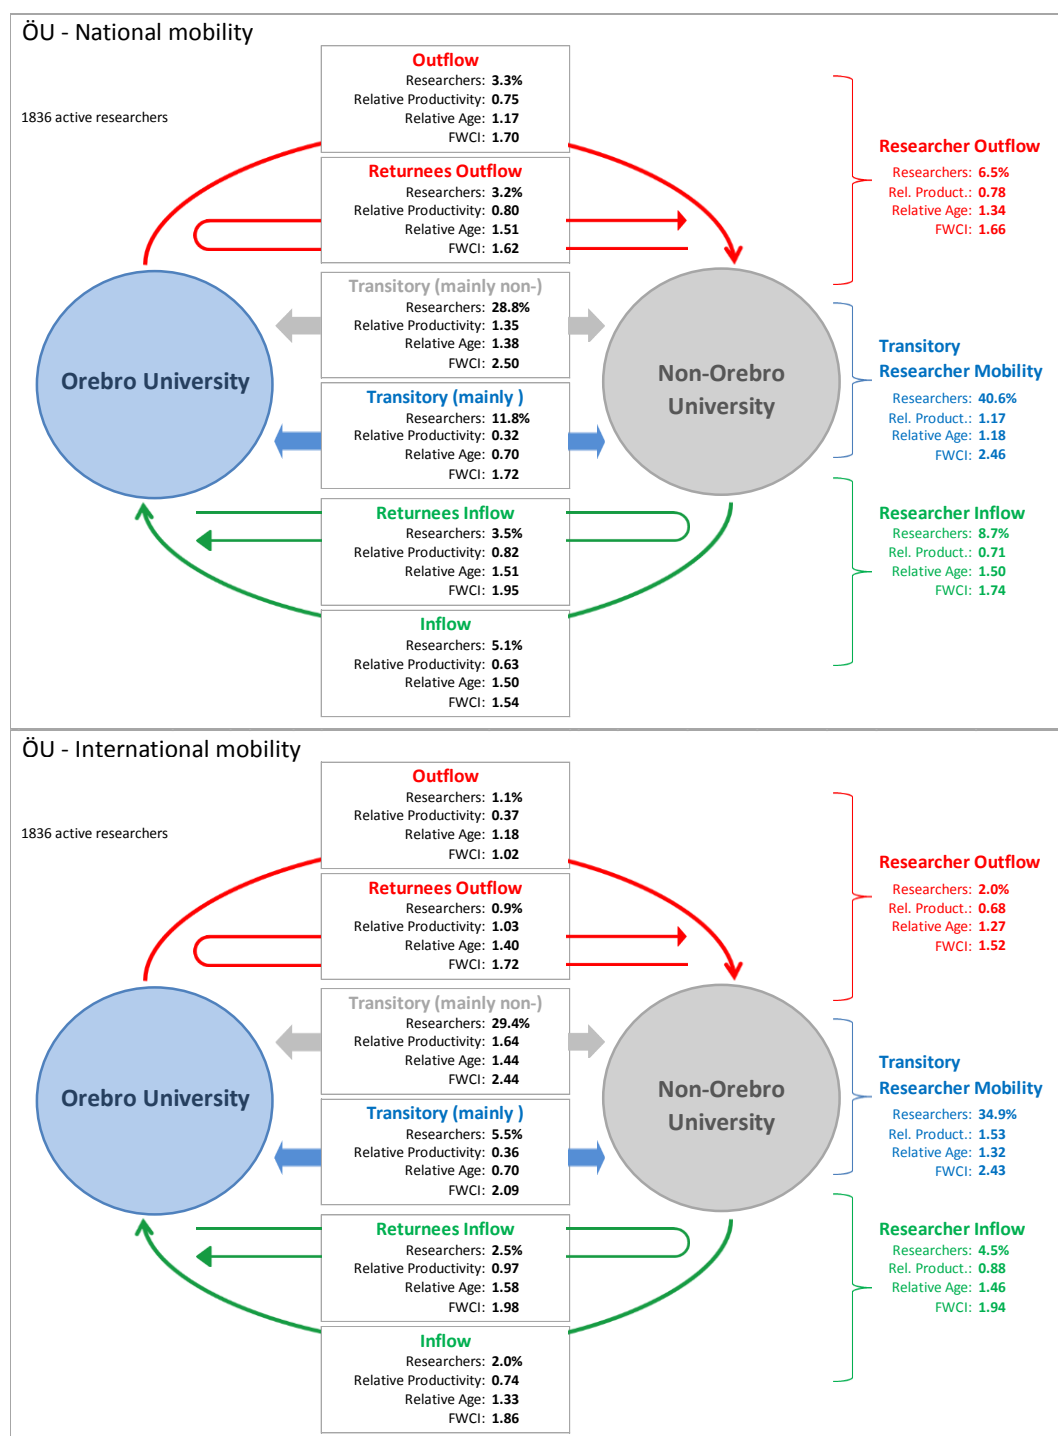 ÖU - National mobility
1836 active researchers
Outflow
Researchers: 3.3%
Relative Productivity: 0.75
Relative Age: 1.17
FWCI: 1.70
Returnees Outflow
Researchers: 3.2%
Relative Productivity: 0.80
Relative Age: 1.51
FWCI: 1.62
Transitory (mainly non-)
Researchers: 28.8%
Relative Productivity: 1.35
Relative Age: 1.38
FWCI: 2.50
Transitory (mainly )
Researchers: 11.8%
Relative Productivity: 0.32
Relative Age: 0.70
FWCI: 1.72
Returnees Inflow
Researchers: 3.5%
Relative Productivity: 0.82
Relative Age: 1.51
FWCI: 1.95
Inflow
Researchers: 5.1%
Relative Productivity: 0.63
Relative Age: 1.50
FWCI: 1.54
Orebro University
Non-Orebro
University
Researcher Outflow
Researchers: 6.5%
Rel. Product.: 0.78
Relative Age: 1.34
FWCI: 1.66
Transitory
Researcher Mobility
Researchers: 40.6%
Rel. Product.: 1.17
Relative Age: 1.18
FWCI: 2.46
Researcher Inflow
Researchers: 8.7%
Rel. Product.: 0.71
Relative Age: 1.50
FWCI: 1.74
ÖU - International mobility
1836 active researchers
Outflow
Researchers: 1.1%
Relative Productivity: 0.37
Relative Age: 1.18
FWCI: 1.02
Returnees Outflow
Researchers: 0.9%
Relative Productivity: 1.03
Relative Age: 1.40
FWCI: 1.72
Transitory (mainly non-)
Researchers: 29.4%
Relative Productivity: 1.64
Relative Age: 1.44
FWCI: 2.44
Transitory (mainly )
Researchers: 5.5%
Relative Productivity: 0.36
Relative Age: 0.70
FWCI: 2.09
Returnees Inflow
Researchers: 2.5%
Relative Productivity: 0.97
Relative Age: 1.58
FWCI: 1.98
Inflow
Researchers: 2.0%
Relative Productivity: 0.74
Relative Age: 1.33
FWCI: 1.86
Orebro University
Non-Orebro
University
Researcher Outflow
Researchers: 2.0%
Rel. Product.: 0.68
Relative Age: 1.27
FWCI: 1.52
Transitory
Researcher Mobility
Researchers: 34.9%
Rel. Product.: 1.53
Relative Age: 1.32
FWCI: 2.43
Researcher Inflow
Researchers: 4.5%
Rel. Product.: 0.88
Relative Age: 1.46
FWCI: 1.94